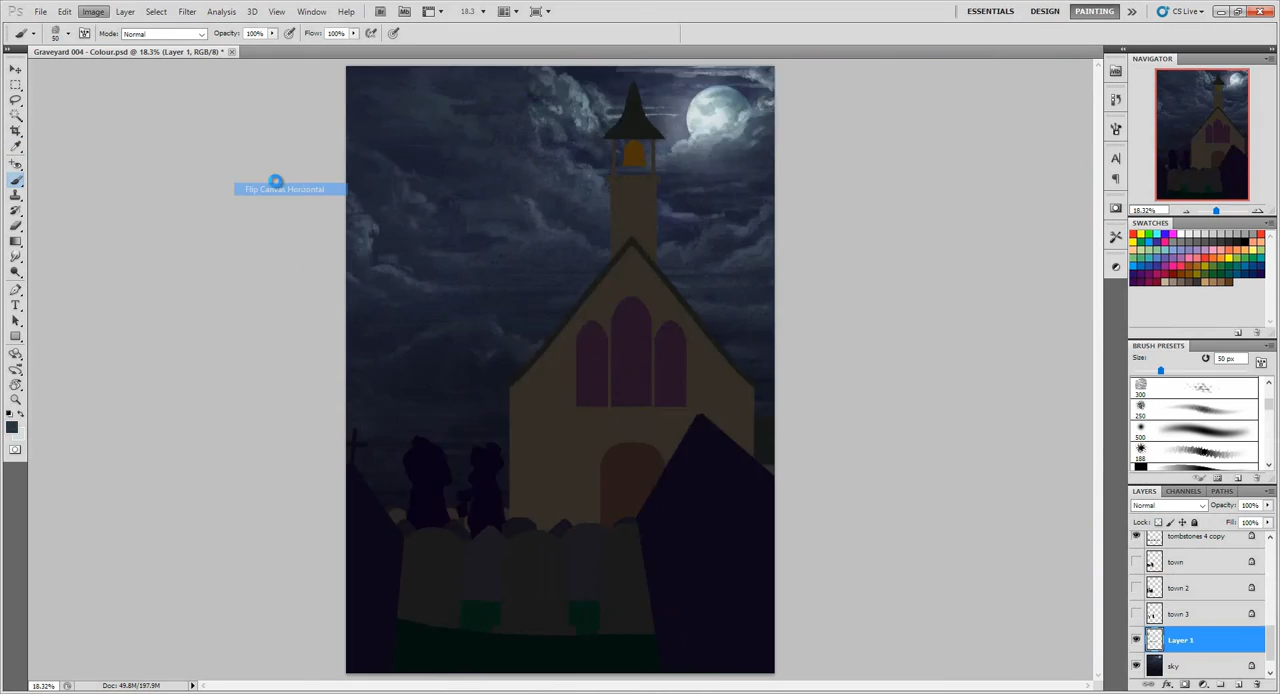 Ps File Edit Image Layer Select Filter Analysis 3D View Window Help Br Mb 18.3 ESSENTIALS DESIGN PAINTING CS Live
50 Mode: Normal Opacity: 100% Flow: 100%
Graveyard 004 - Colour.psd @ 18.3% (Layer 1, RGB/8) *
NAVIGATOR
Flip Canvas Horizontal
18.32%
SWATCHES
BRUSH PRESETS
Size: 50 px
300
250
500
188
LAYERS CHANNELS PATHS
Normal Opacity: 100%
Lock: Fill: 100%
tombstones 4 copy
town
town 2
town 3
Layer 1
sky
18.32% Doc: 49.8M/197.9M